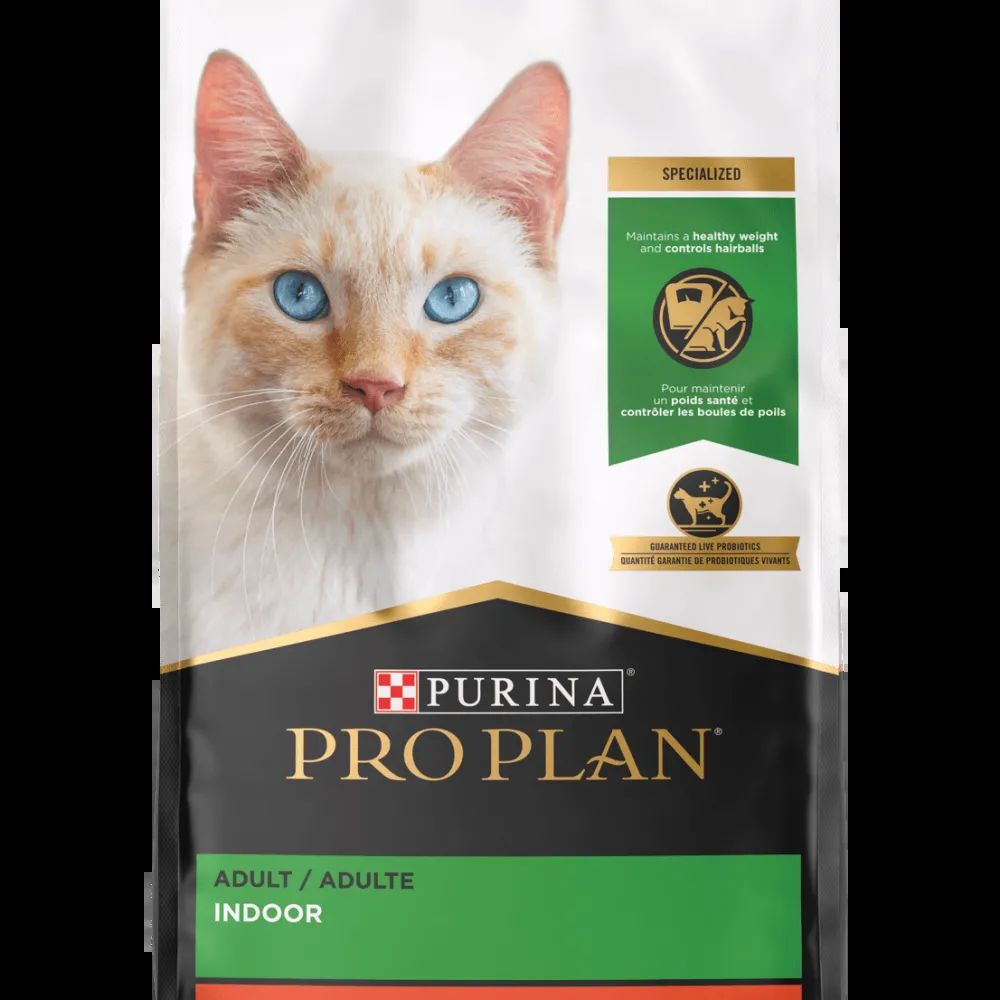 SPECIALIZED
Maintains a healthy weight
and controls hairballs
Pour maintenir
un poids santé et
contrôler les boules de poils
GUARANTEED LIVE PROBIOTICS
QUANTITÉ GARANTIE DE PROBIOTIQUES VIVANTS
PURINA®
PRO PLAN®
ADULT / ADULTE
INDOOR